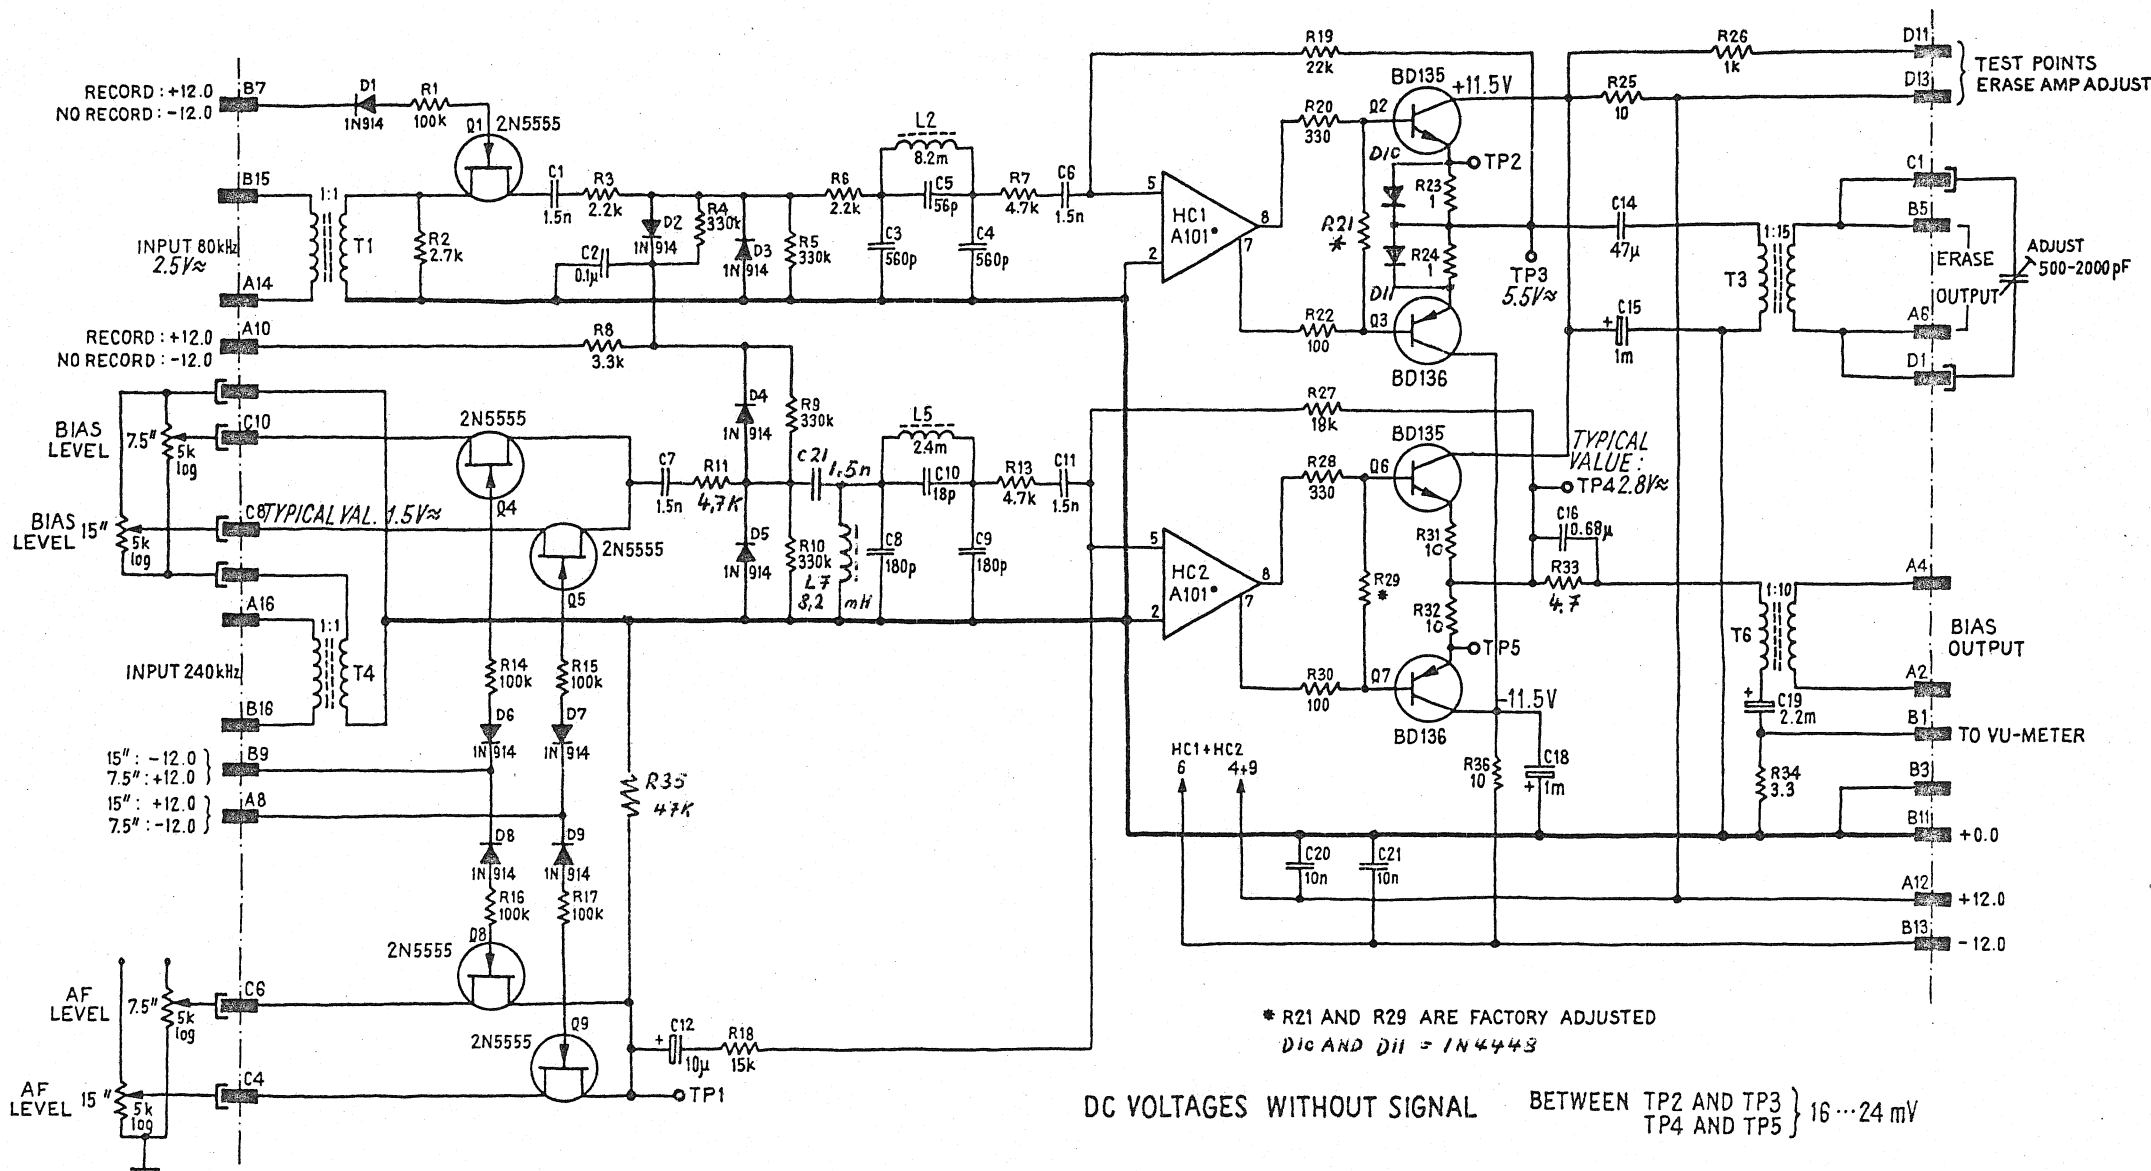 RECORD : +12.0
NO RECORD : -12.0
B7
D1
1N914
R1
100k
Q1
2N5555
B15
1:1
INPUT 80kHz
2.5V≈
T1
A14
R2
2.7k
C1
1.5n
R3
2.2k
D2
1N914
R4
330k
C2
0.1µ
D3
1N914
R5
330k
R6
2.2k
L2
8.2m
C5
56p
C3
560p
C4
560p
R7
4.7k
C6
1.5n
R19
22k
5
2
HC1
A101*
8
7
R20
330
R21
*
R22
100
BD135
Q2
+11.5V
D10
TP2
R23
1
R24
1
D11
Q3
BD136
TP3
5.5V≈
R26
1k
R25
10
D11
D13
TEST POINTS
ERASE AMP ADJUST
C14
47µ
C15
+
1m
1:15
T3
C1
B5
ERASE
OUTPUT
A6
D1
ADJUST
500-2000pF
RECORD : +12.0
NO RECORD : -12.0
A10
R8
3.3k
BIAS
LEVEL
7.5"
5k
log
C10
BIAS
LEVEL
15"
5k
log
C8
TYPICAL VAL. 1.5V≈
2N5555
Q4
2N5555
Q5
C7
1.5n
R11
4,7K
D4
1N914
R9
330k
C21
1,5n
D5
1N914
R10
330k
L7
8,2 mH
L5
2.4m
C10
18p
C8
180p
C9
180p
R13
4.7k
C11
1.5n
R27
18k
5
2
HC2
A101*
8
7
R28
330
R29
*
R30
100
BD135
Q6
R31
10
R32
10
TP5
Q7
BD136
-11.5V
TYPICAL
VALUE :
TP4 2.8V≈
C16
0.68µ
R33
4.7
1:10
T6
A4
BIAS
OUTPUT
A2
+
C19
2.2m
B1
TO VU-METER
R34
3.3
B3
B11
+0.0
A16
1:1
INPUT 240kHz
T4
B16
R14
100k
R15
100k
D6
1N914
D7
1N914
15" : -12.0
7.5" : +12.0
B9
15" : +12.0
7.5" : -12.0
A8
R35
47K
D8
1N914
D9
1N914
R16
100k
R17
100k
HC1+HC2
6
4+9
R36
10
C18
+
1m
C20
10n
C21
10n
A12
+12.0
B13
-12.0
2N5555
Q8
AF
LEVEL
7.5"
5k
log
C6
2N5555
Q9
AF
LEVEL
15"
5k
log
C4
+
C12
10µ
R18
15k
TP1
* R21 AND R29 ARE FACTORY ADJUSTED
D10 AND D11 = 1N4448
DC VOLTAGES WITHOUT SIGNAL
BETWEEN TP2 AND TP3
TP4 AND TP5
16 ... 24 mV